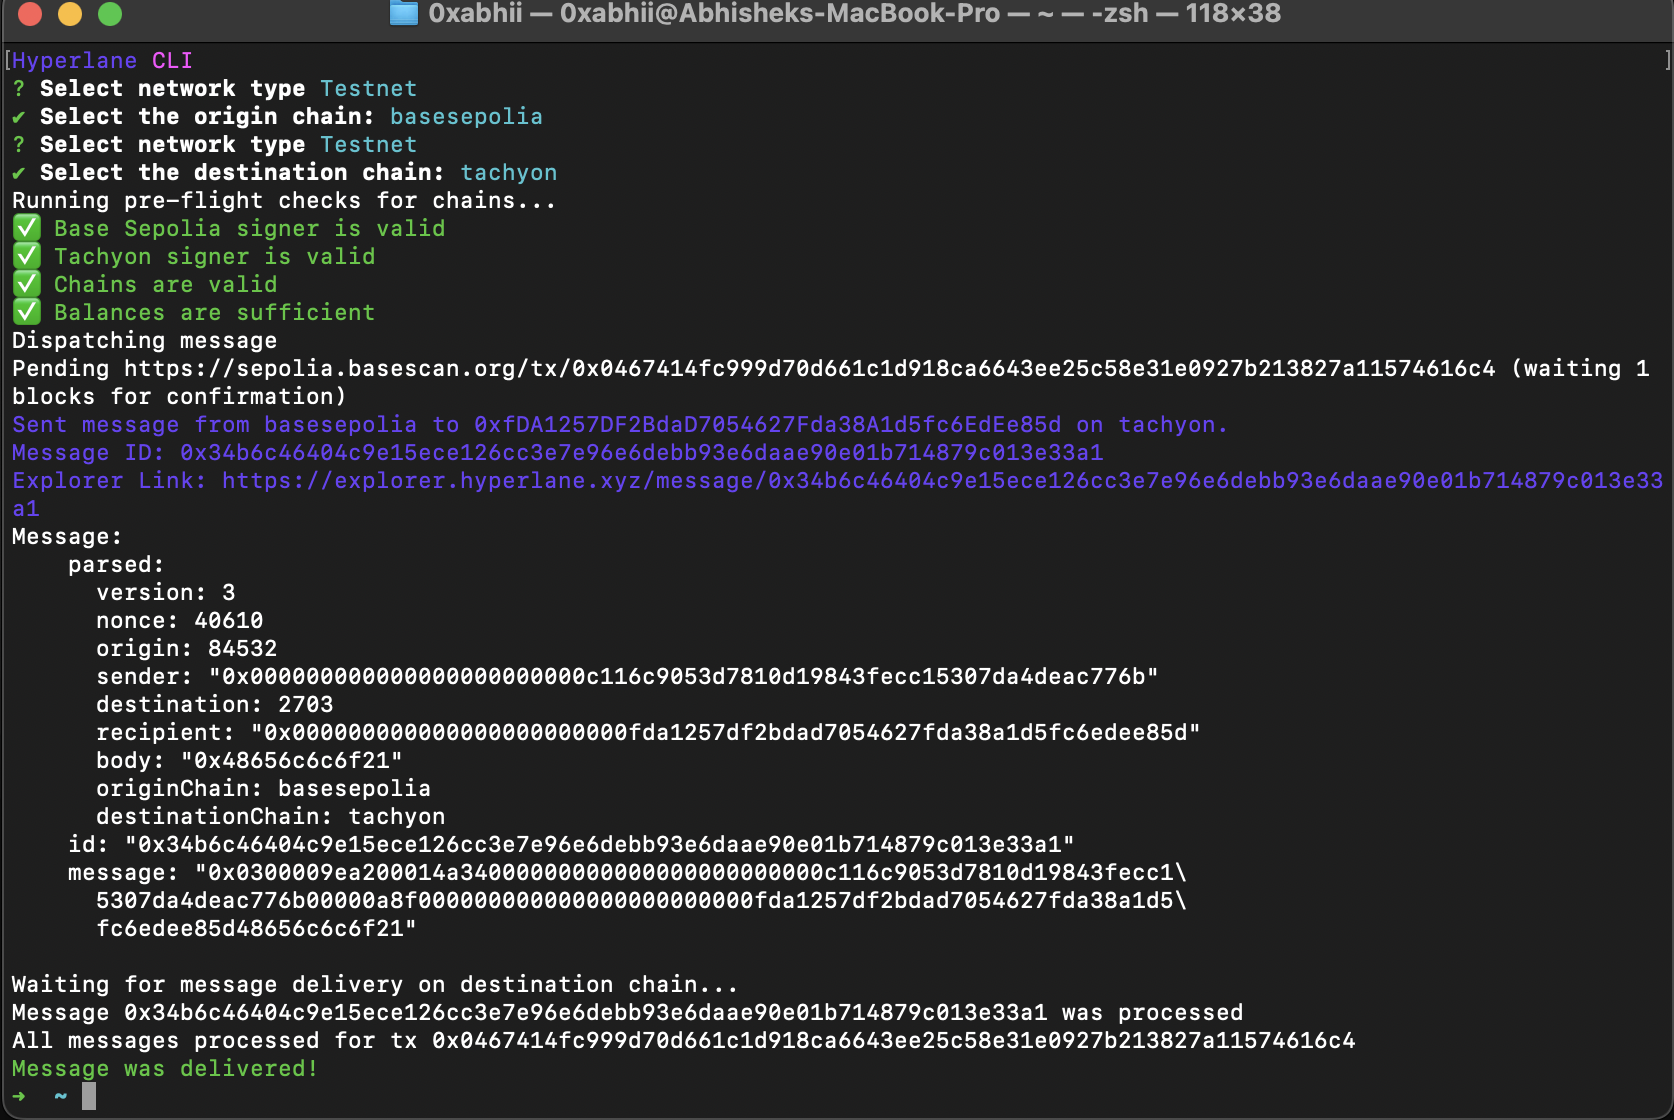 0xabhii — 0xabhii@Abhisheks-MacBook-Pro — ~ — -zsh — 118×38
[Hyperlane CLI ]
? Select network type Testnet
✔ Select the origin chain: basesepolia
? Select network type Testnet
✔ Select the destination chain: tachyon
Running pre-flight checks for chains...
✅ Base Sepolia signer is valid
✅ Tachyon signer is valid
✅ Chains are valid
✅ Balances are sufficient
Dispatching message
Pending https://sepolia.basescan.org/tx/0x0467414fc999d70d661c1d918ca6643ee25c58e31e0927b213827a11574616c4 (waiting 1
blocks for confirmation)
Sent message from basesepolia to 0xfDA1257DF2BdaD7054627Fda38A1d5fc6EdEe85d on tachyon.
Message ID: 0x34b6c46404c9e15ece126cc3e7e96e6debb93e6daae90e01b714879c013e33a1
Explorer Link: https://explorer.hyperlane.xyz/message/0x34b6c46404c9e15ece126cc3e7e96e6debb93e6daae90e01b714879c013e33
a1
Message:
    parsed:
      version: 3
      nonce: 40610
      origin: 84532
      sender: "0x000000000000000000000000c116c9053d7810d19843fecc15307da4deac776b"
      destination: 2703
      recipient: "0x000000000000000000000000fda1257df2bdad7054627fda38a1d5fc6edee85d"
      body: "0x48656c6c6f21"
      originChain: basesepolia
      destinationChain: tachyon
    id: "0x34b6c46404c9e15ece126cc3e7e96e6debb93e6daae90e01b714879c013e33a1"
    message: "0x0300009ea200014a34000000000000000000000000c116c9053d7810d19843fecc1\
      5307da4deac776b00000a8f000000000000000000000000fda1257df2bdad7054627fda38a1d5\
      fc6edee85d48656c6c6f21"
Waiting for message delivery on destination chain...
Message 0x34b6c46404c9e15ece126cc3e7e96e6debb93e6daae90e01b714879c013e33a1 was processed
All messages processed for tx 0x0467414fc999d70d661c1d918ca6643ee25c58e31e0927b213827a11574616c4
Message was delivered!
➜ ~